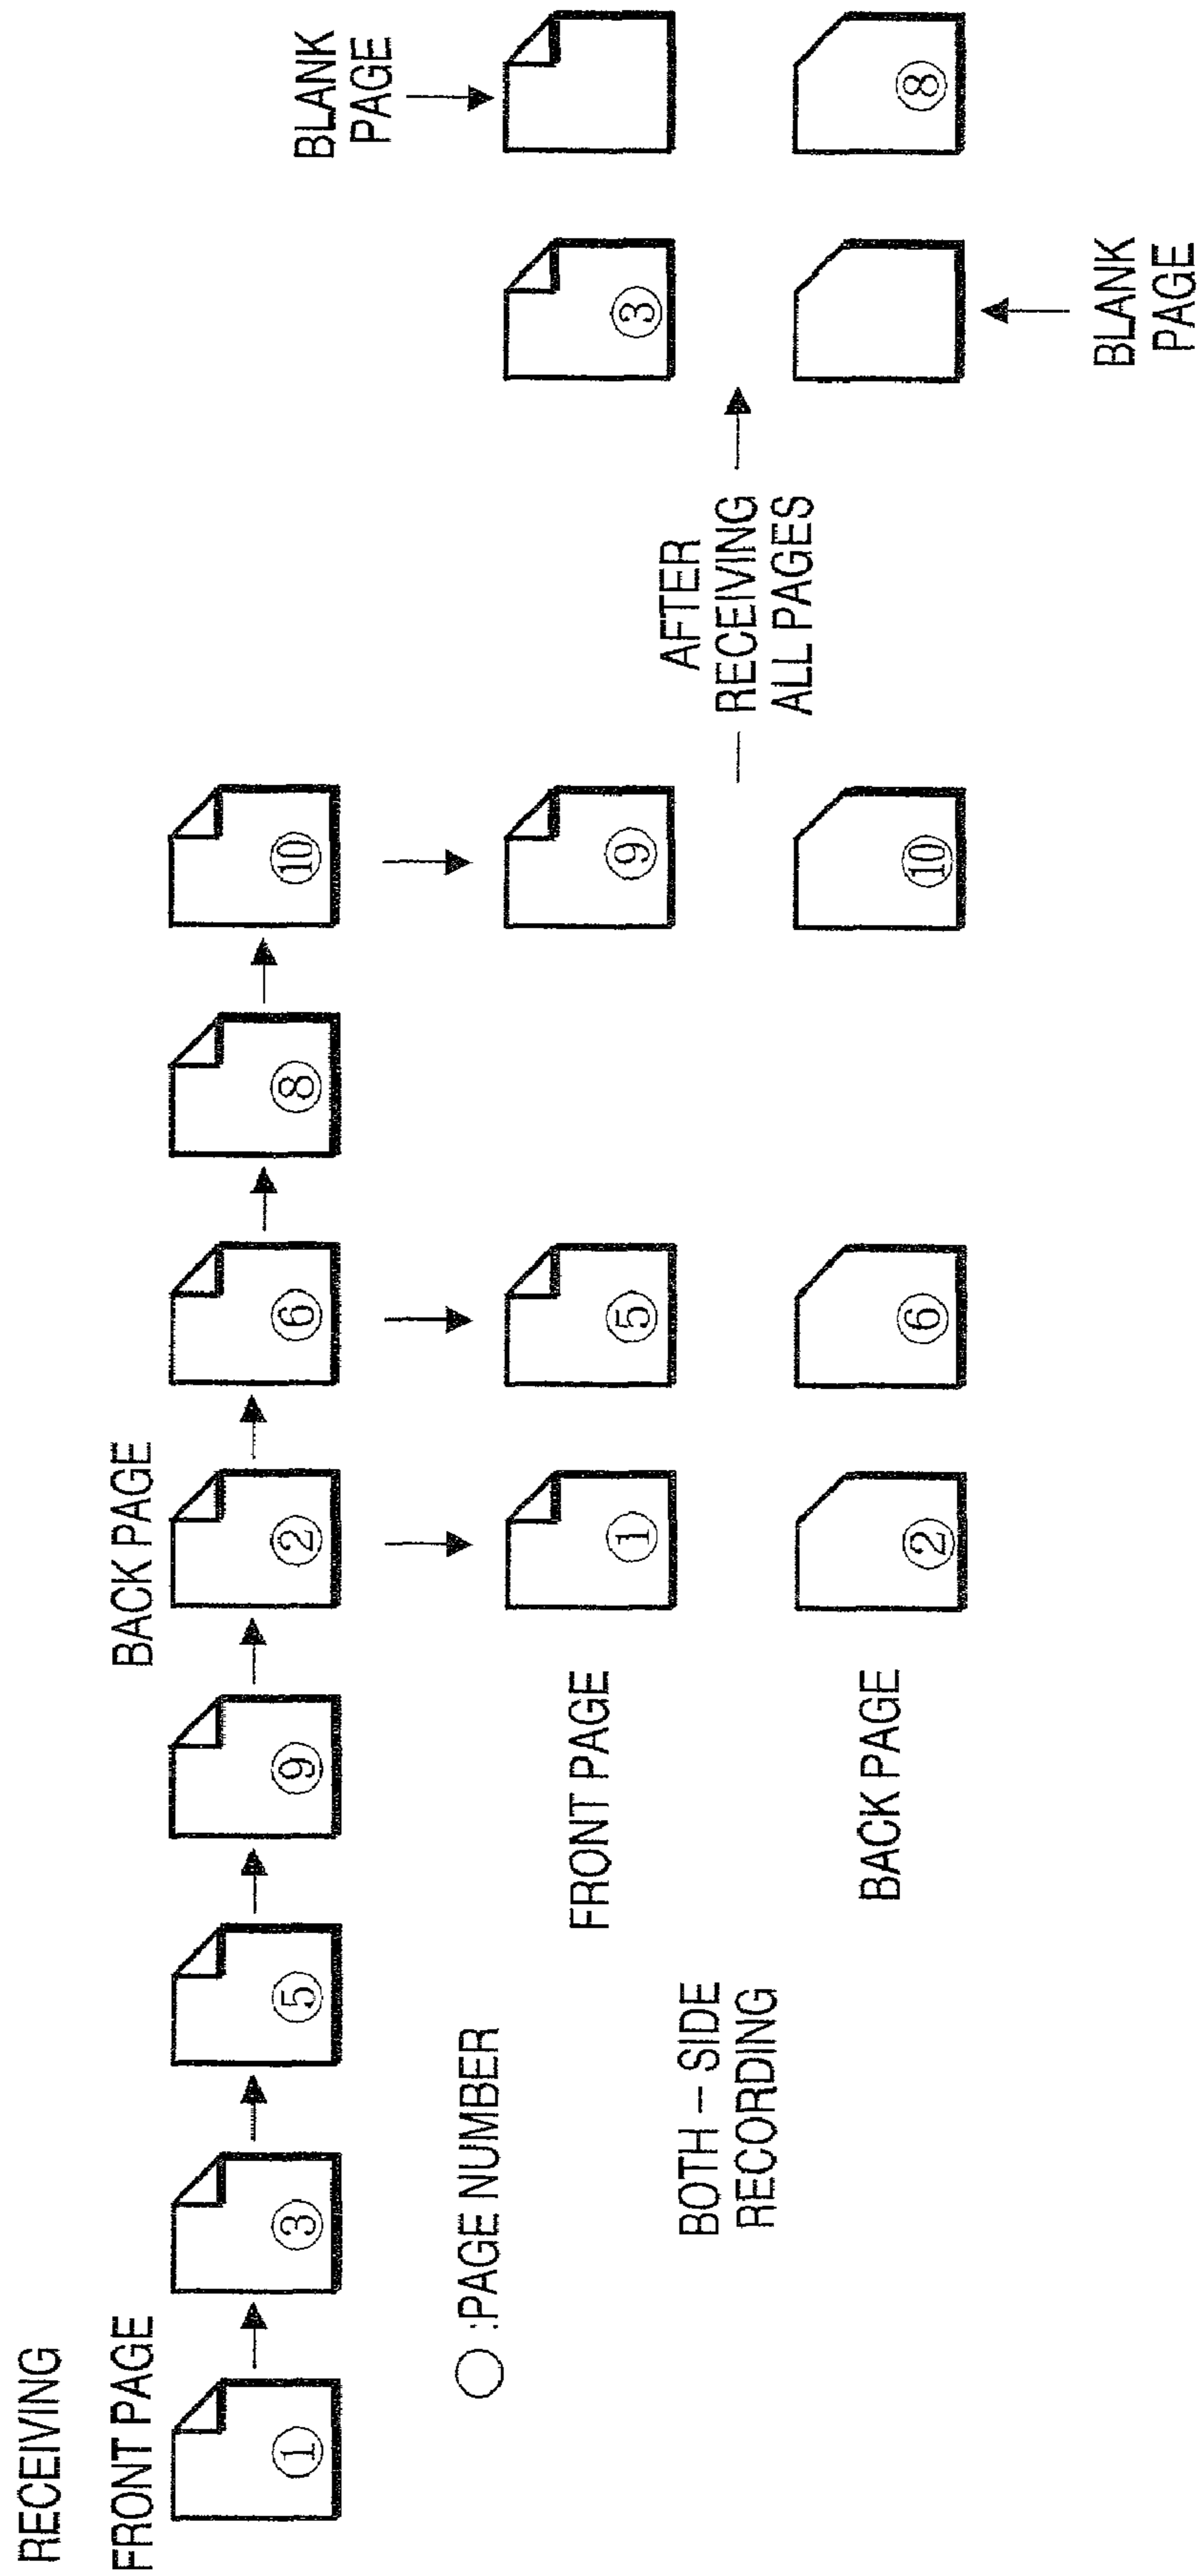 RECEIVING
FRONT PAGE
BACK PAGE
① ③ ⑤ ⑨ ② ⑥ ⑧ ⑩
○ :PAGE NUMBER
BLANK
PAGE
FRONT PAGE
① ⑤ ⑨ ③
BOTH – SIDE
RECORDING
AFTER
RECEIVING
ALL PAGES
BACK PAGE
② ⑥ ⑩ ⑧
BLANK
PAGE